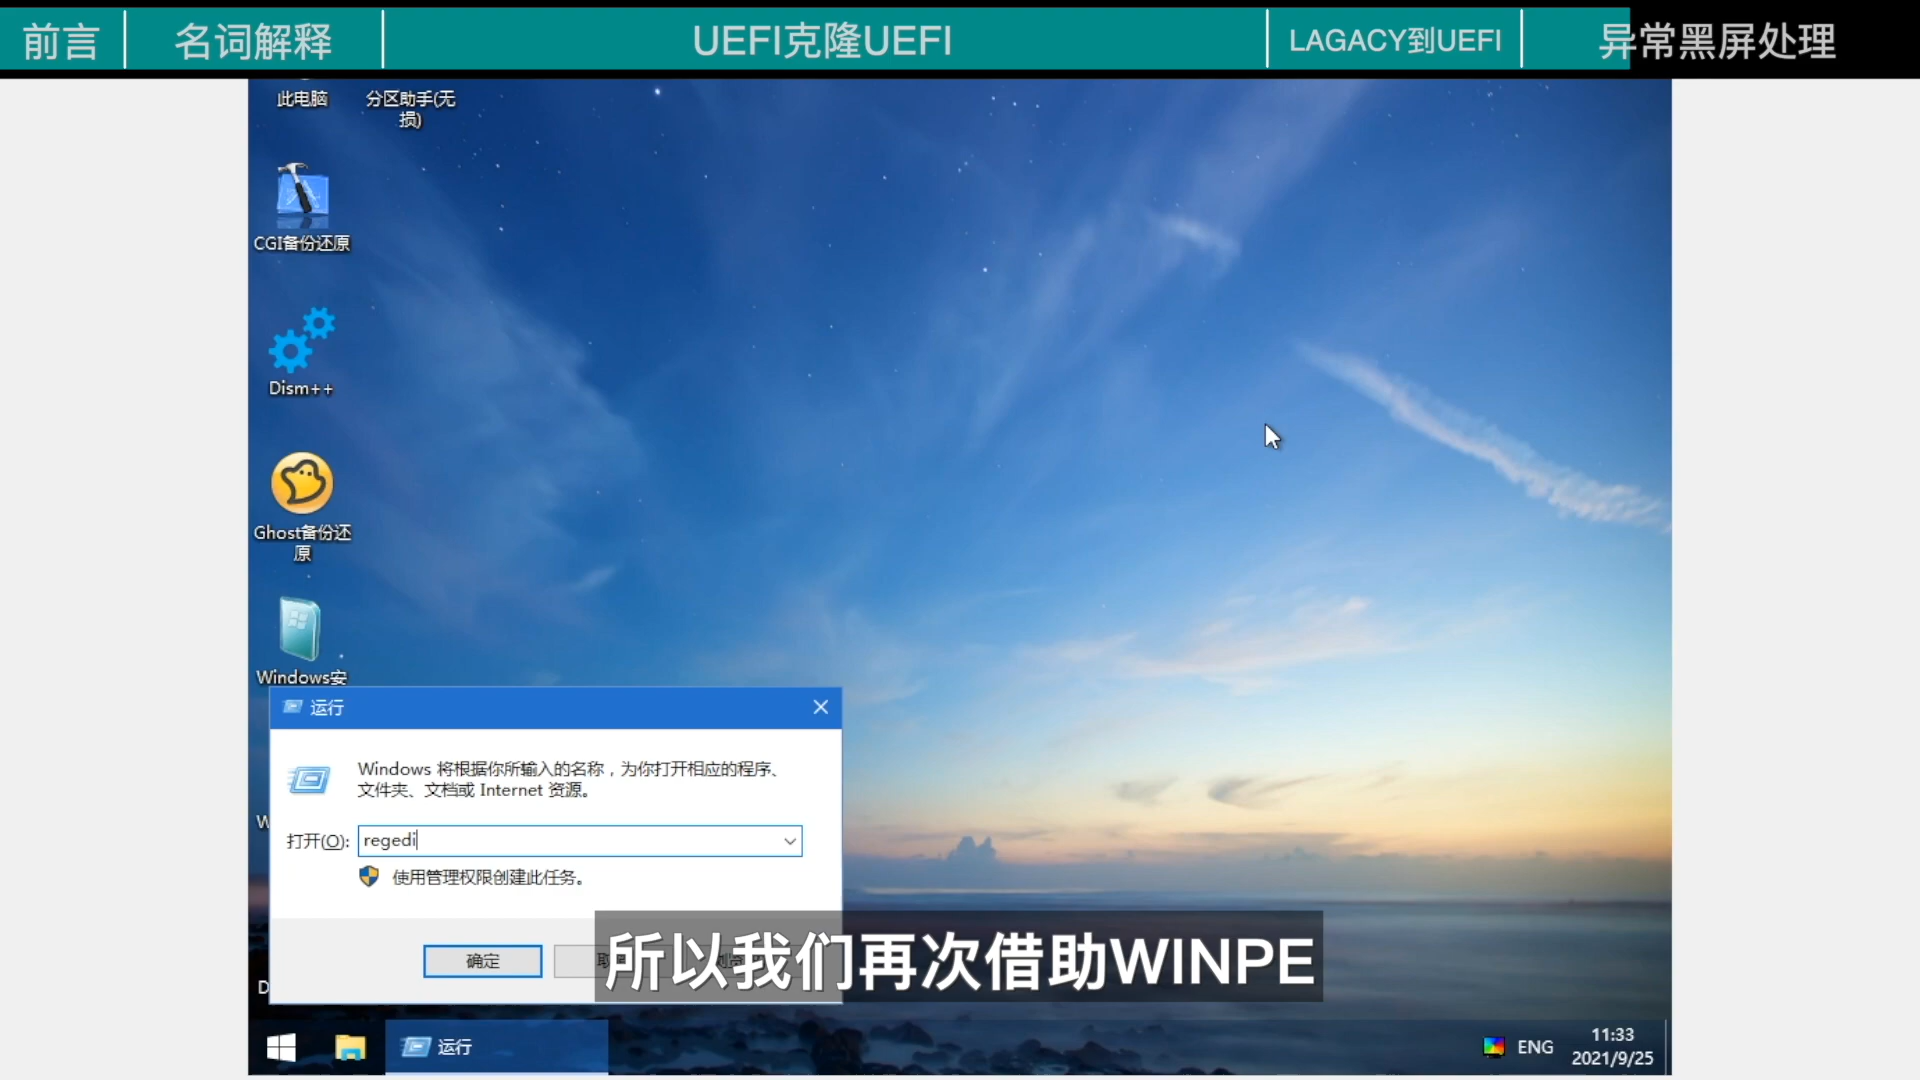 前言
名词解释
UEFI克隆UEFI
LAGACY到UEFI
异常黑屏处理
此电脑
分区助手(无
损)
CGI备份还原
Dism++
Ghost备份还
原
Windows安
W
运行
Windows 将根据你所输入的名称，为你打开相应的程序、
文件夹、文档或 Internet 资源。
打开(O):
regedi
使用管理权限创建此任务。
D
确定
取
浏览
所以我们再次借助WINPE
运行
ENG
11:33
2021/9/25